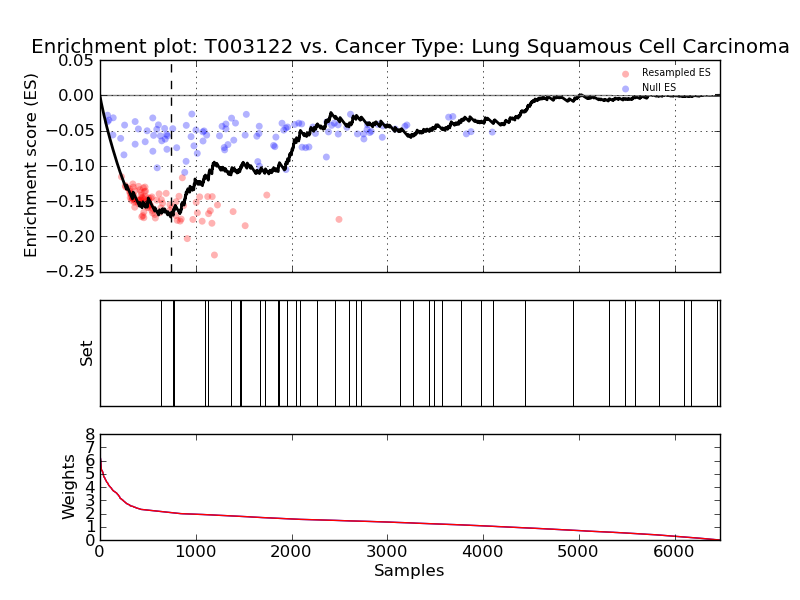 Enrichment plot: T003122 vs. Cancer Type: Lung Squamous Cell Carcinoma
0.05
0.00
−0.05
−0.10
−0.15
−0.20
−0.25
Enrichment score (ES)
Resampled ES
Null ES
Set
8
7
6
5
4
3
2
1
0
Weights
0 1000 2000 3000 4000 5000 6000
Samples